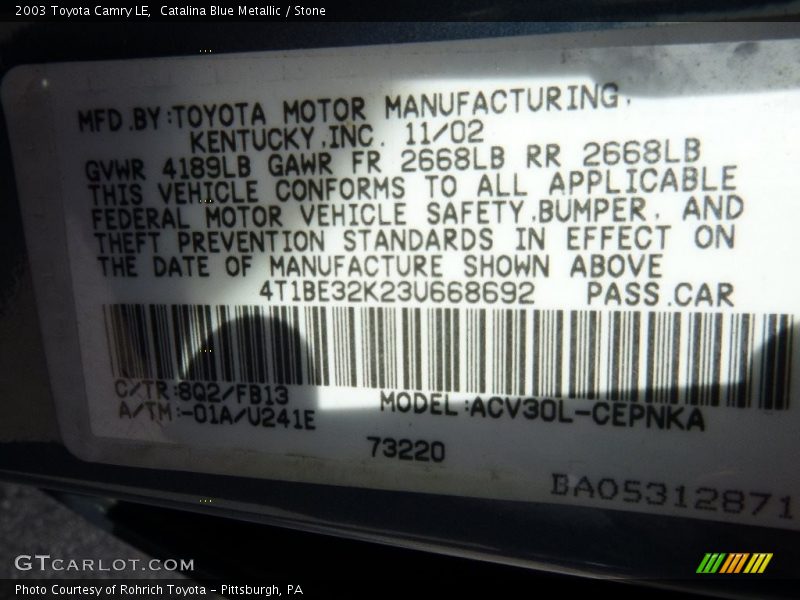 2003 Toyota Camry LE,  Catalina Blue Metallic / Stone
MFD.BY:TOYOTA MOTOR MANUFACTURING,
KENTUCKY,INC. 11/02
GVWR 4189LB GAWR FR 2668LB RR 2668LB
THIS VEHICLE CONFORMS TO ALL APPLICABLE
FEDERAL MOTOR VEHICLE SAFETY,BUMPER, AND
THEFT PREVENTION STANDARDS IN EFFECT ON
THE DATE OF MANUFACTURE SHOWN ABOVE
4T1BE32K23U668692 PASS.CAR
C/TR:8Q2/FB13
A/TM:-01A/U241E
MODEL:ACV30L-CEPNKA
73220
BA05312871
GTCARLOT.COM
Photo Courtesy of Rohrich Toyota - Pittsburgh, PA